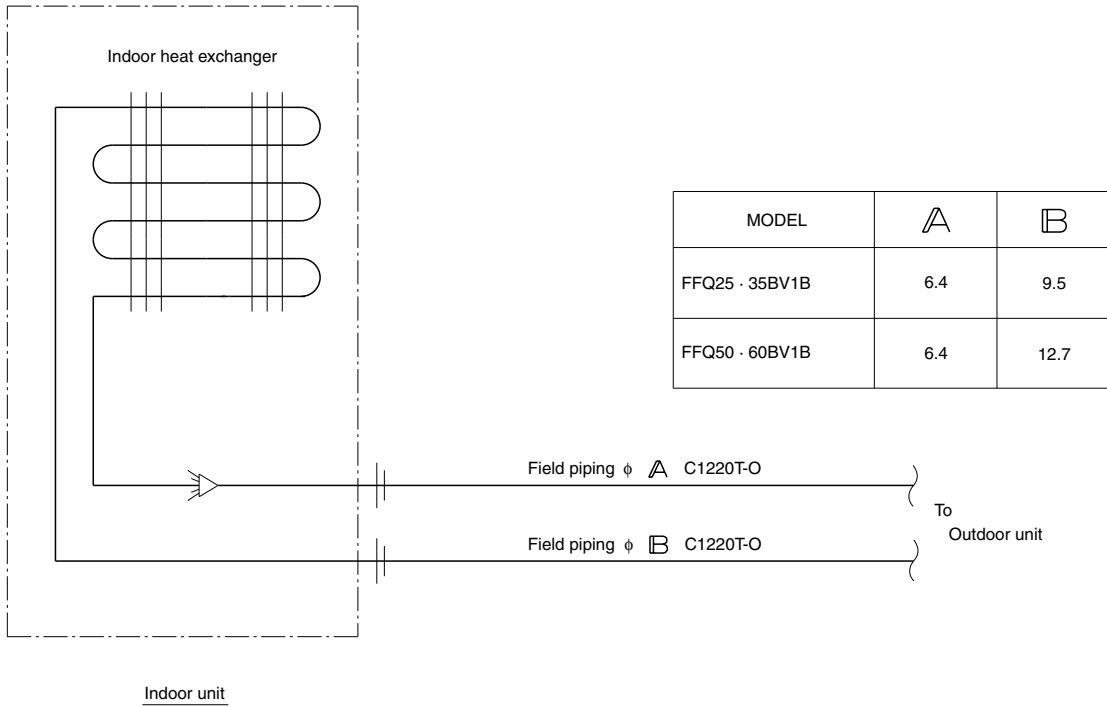 Indoor heat exchanger
MODEL A B
FFQ25 · 35BV1B 6.4 9.5
FFQ50 · 60BV1B 6.4 12.7
Field piping ϕ A C1220T-O
To
Outdoor unit
Field piping ϕ B C1220T-O
Indoor unit